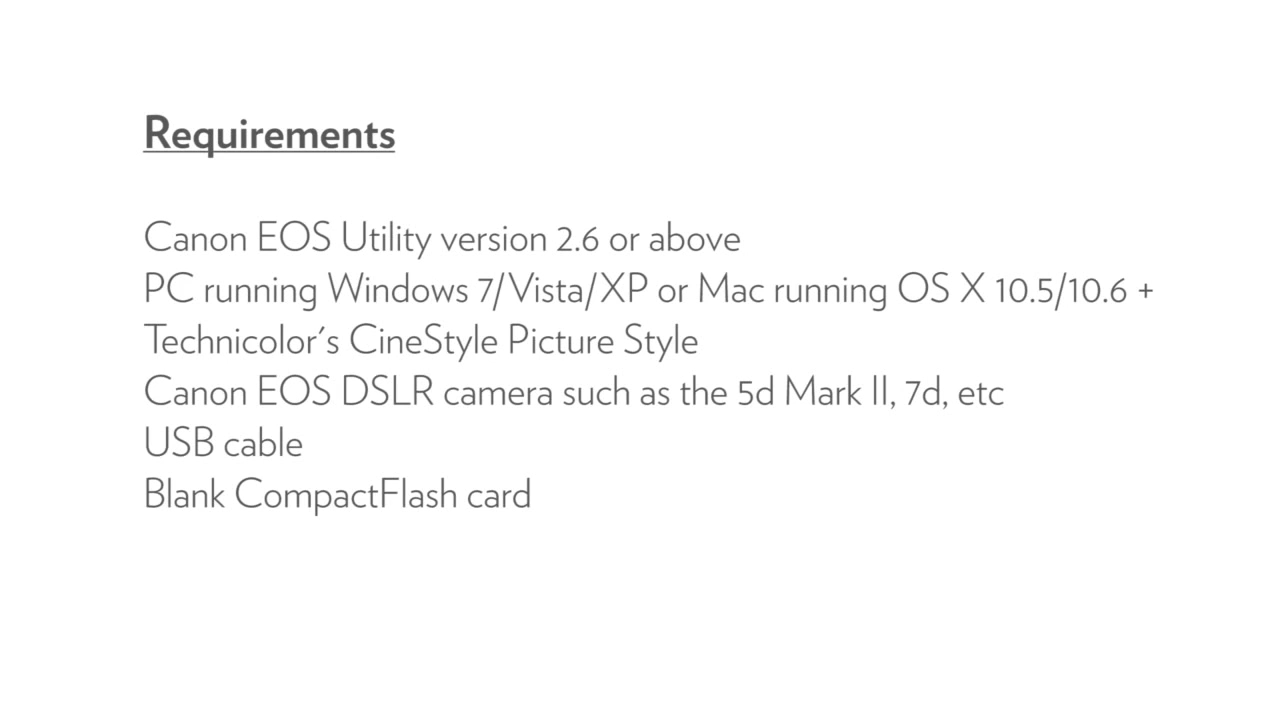 Requirements
Canon EOS Utility version 2.6 or above
PC running Windows 7/Vista/XP or Mac running OS X 10.5/10.6 +
Technicolor's CineStyle Picture Style
Canon EOS DSLR camera such as the 5d Mark II, 7d, etc
USB cable
Blank CompactFlash card